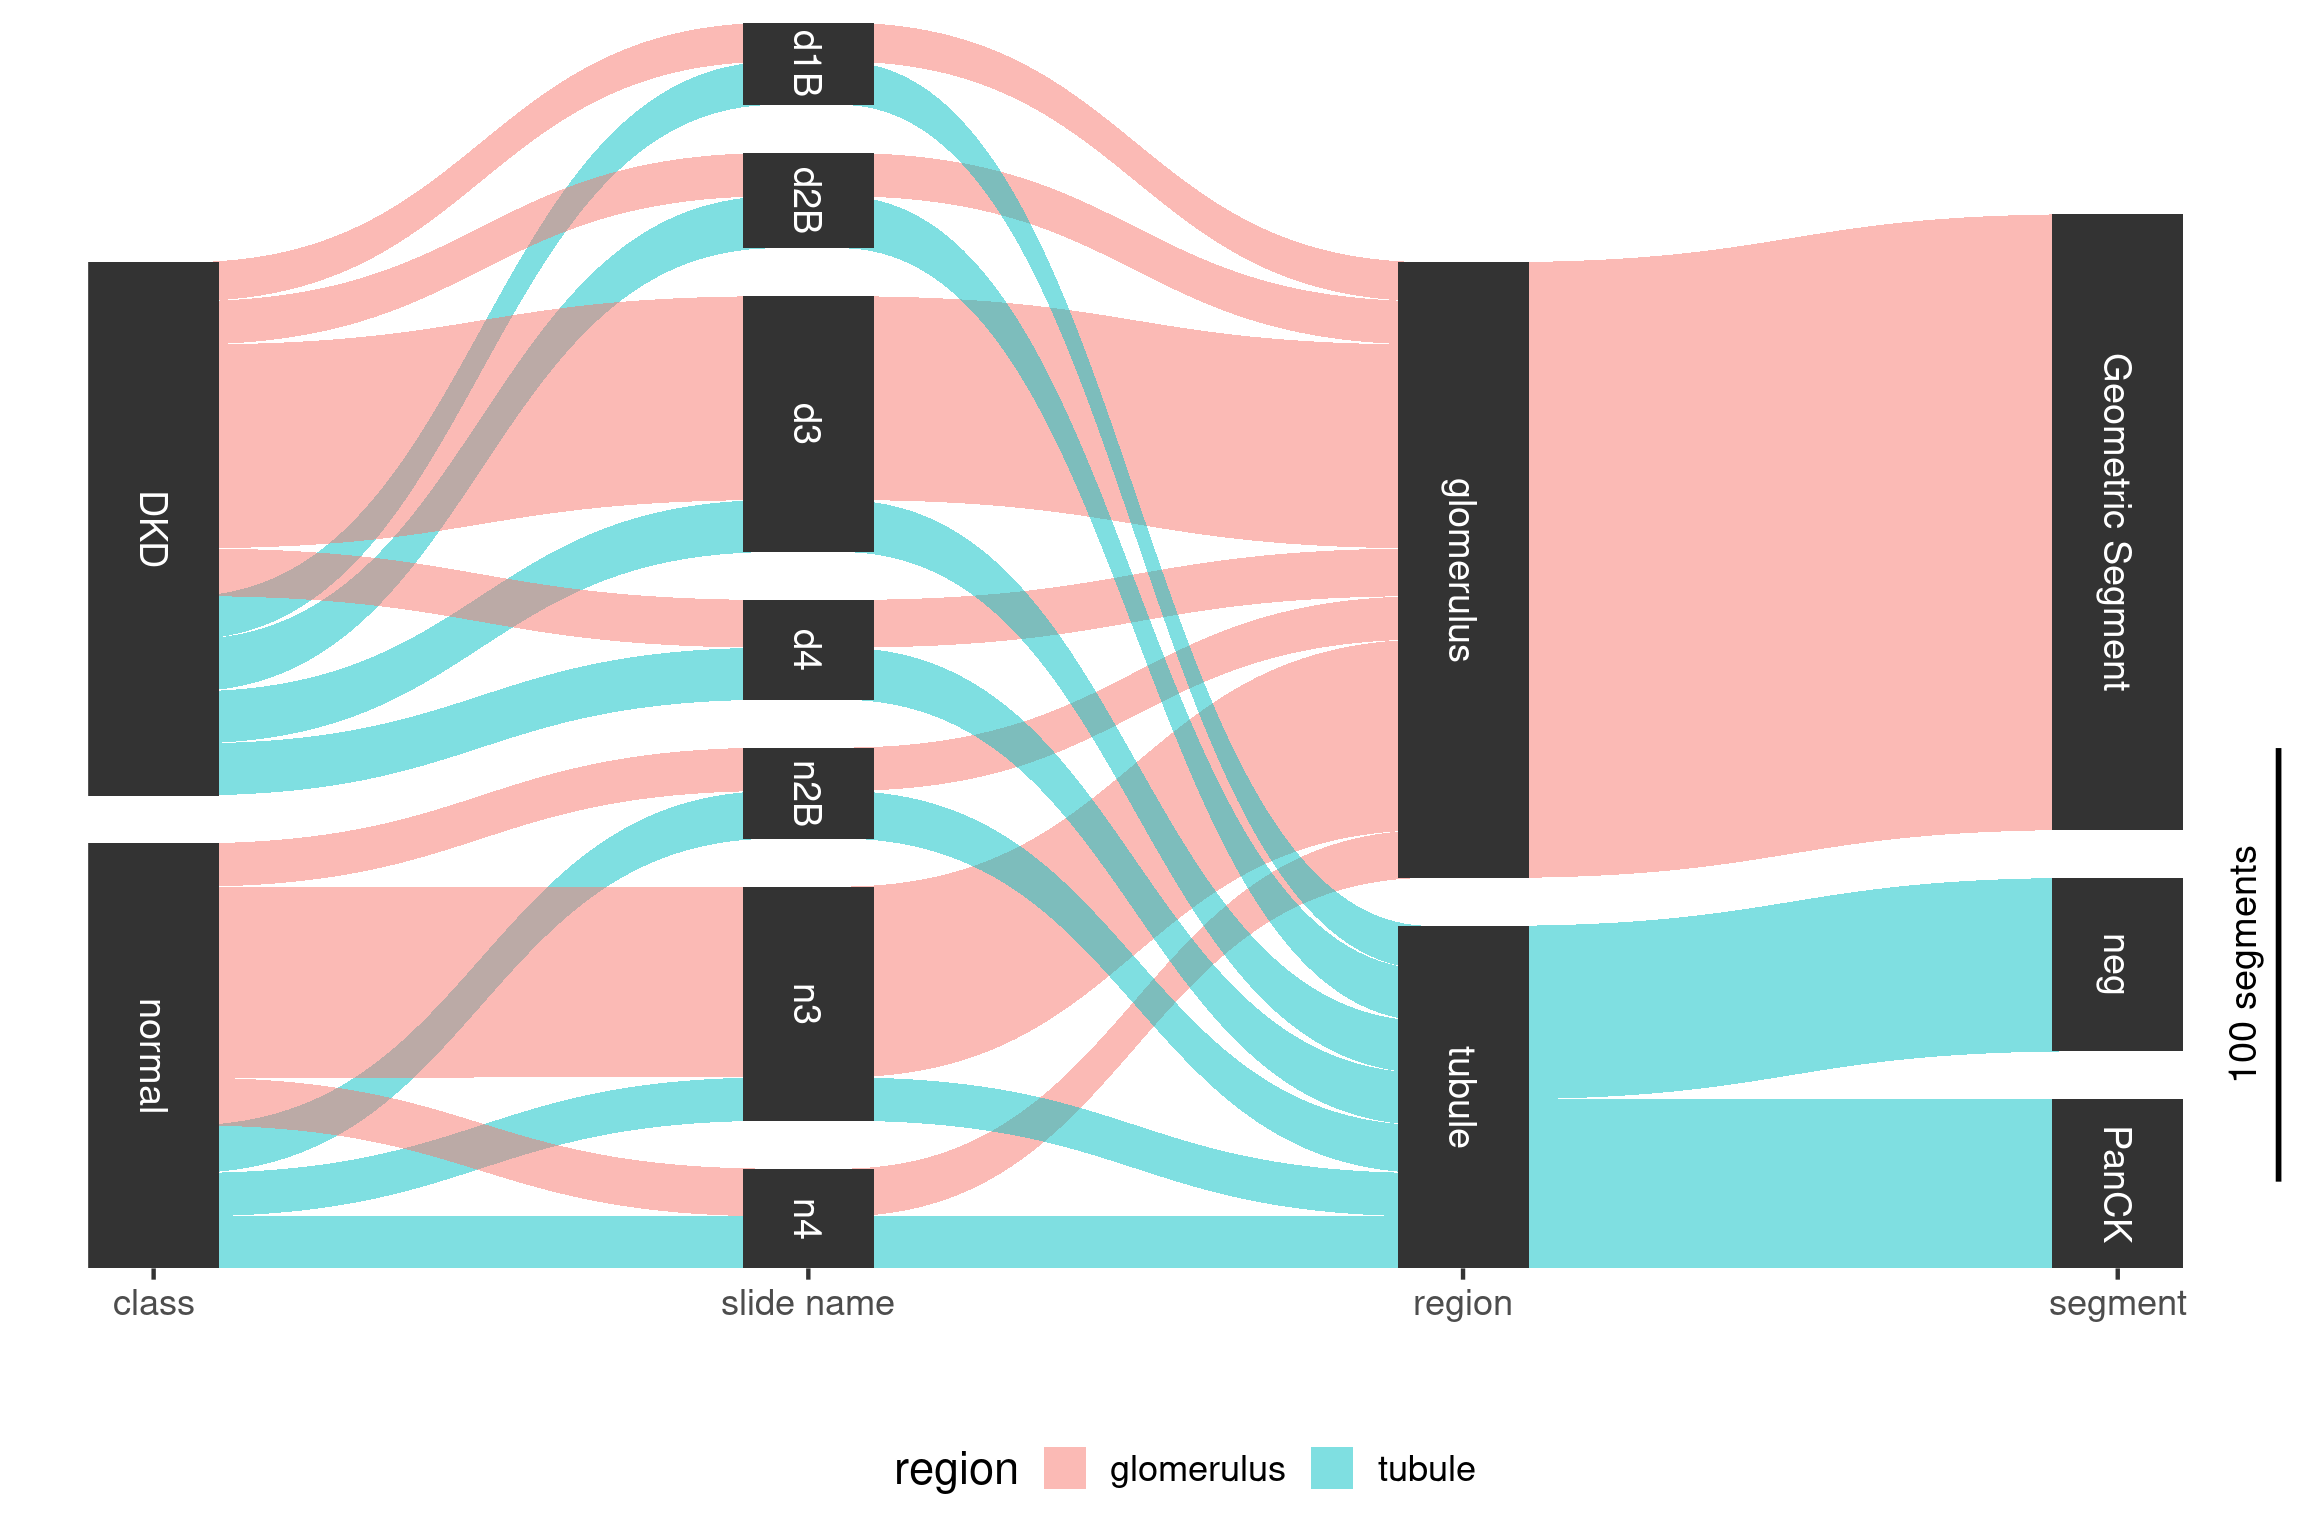 d1B
d2B
d3
d4
n2B
n3
n4
DKD
normal
glomerulus
tubule
Geometric Segment
neg
PanCK
100 segments
class
slide name
region
segment
region glomerulus tubule